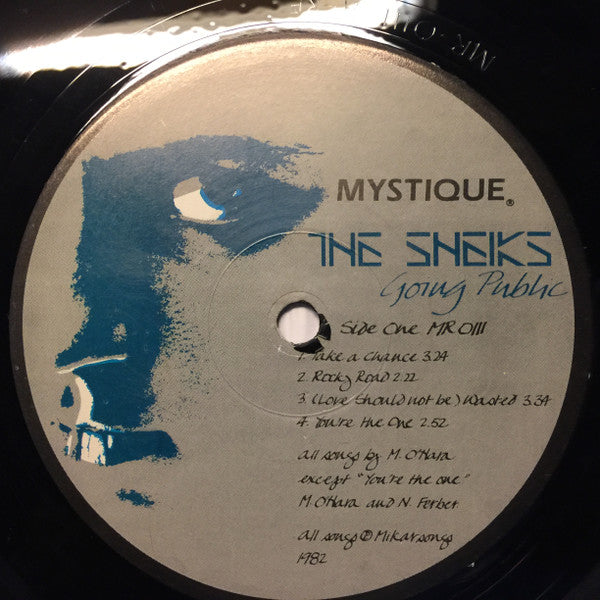 MYSTIQUE®
THE SHEIKS
Going Public
Side One MR 0111
1. Take a Chance 3.24
2. Rocky Road 2.22
3. (Love Should not be) Wasted 3.34
4. You're the One 2.52
all songs by M. O'Hara
except "You're the one"
M. O'Hara and N. Ferber.
all songs © Mikarsongs
1982